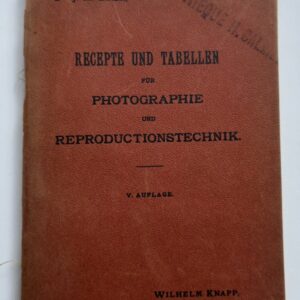 RECEPTE UND TABELLEN
FÜR
PHOTOGRAPHIE
UND
REPRODUCTIONSTECHNIK.
V. AUFLAGE.
WILHELM KNAPP.